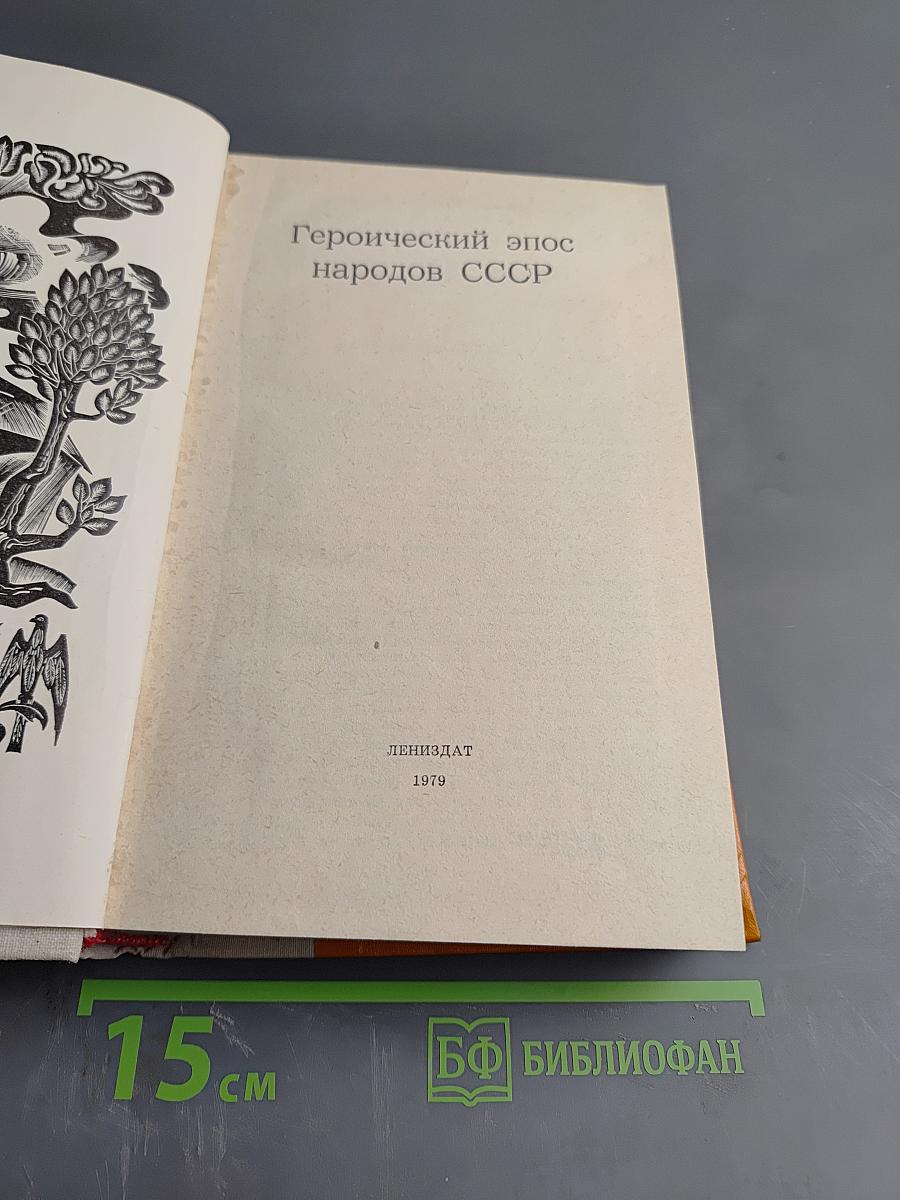 Героический эпос
народов СССР
ЛЕНИЗДАТ
1979
15 см
БФ БИБЛИОФАН